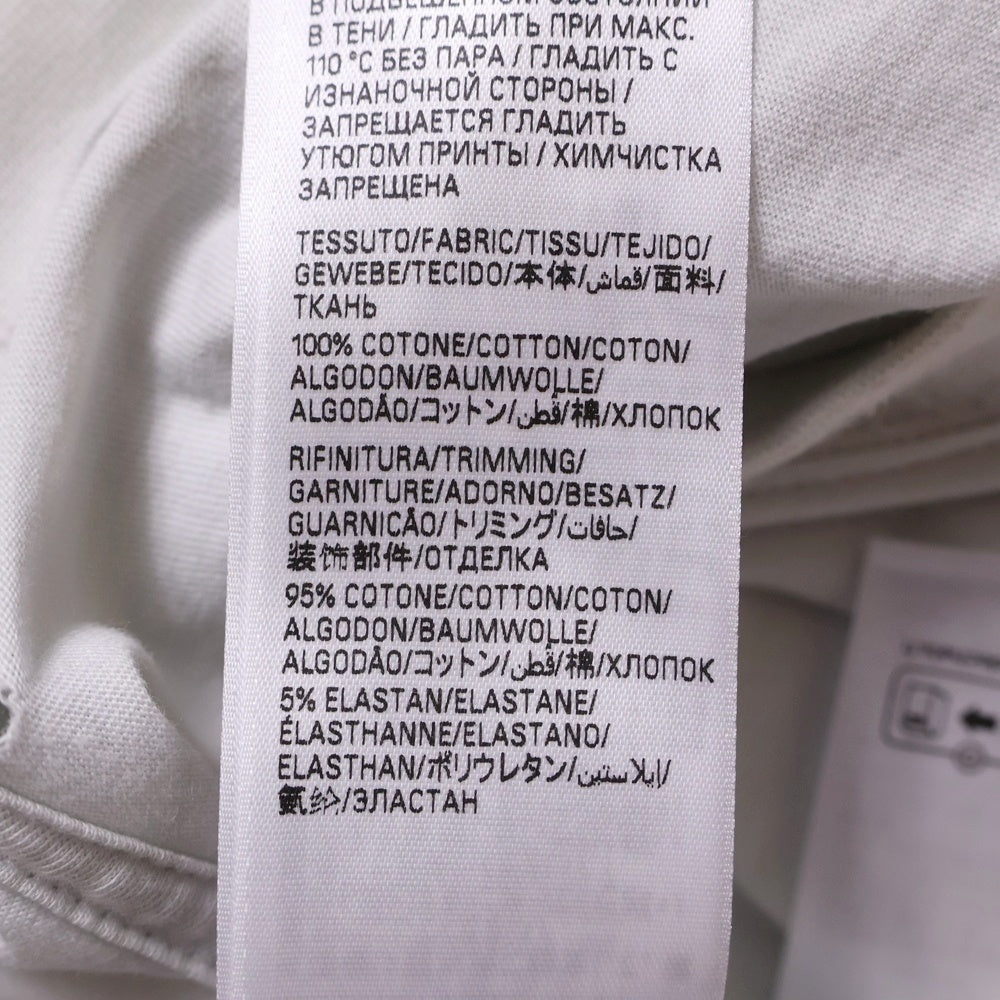 В ПОДВЕШЕННОМ СОСТОЯНИИ
В ТЕНИ / ГЛАДИТЬ ПРИ МАКС.
110 °C БЕЗ ПАРА / ГЛАДИТЬ С
ИЗНАНОЧНОЙ СТОРОНЫ /
ЗАПРЕЩАЕТСЯ ГЛАДИТЬ
УТЮГОМ ПРИНТЫ / ХИМЧИСТКА
ЗАПРЕЩЕНА
TESSUTO/FABRIC/TISSU/TEJIDO/
GEWEBE/TECIDO/本体/قماش/面料/
ТКАНЬ
100% COTONE/COTTON/COTON/
ALGODON/BAUMWOLLE/
ALGODÃO/コットン/قطن/棉/ХЛОПОК
RIFINITURA/TRIMMING/
GARNITURE/ADORNO/BESATZ/
GUARNICÃO/トリミング/حافات/
装饰部件/ОТДЕЛКА
95% COTONE/COTTON/COTON/
ALGODON/BAUMWOLLE/
ALGODÃO/コットン/قطن/棉/ХЛОПОК
5% ELASTAN/ELASTANE/
ÉLASTHANNE/ELASTANO/
ELASTHAN/ポリウレタン/إيلاستين/
氨纶/ЭЛАСТАН